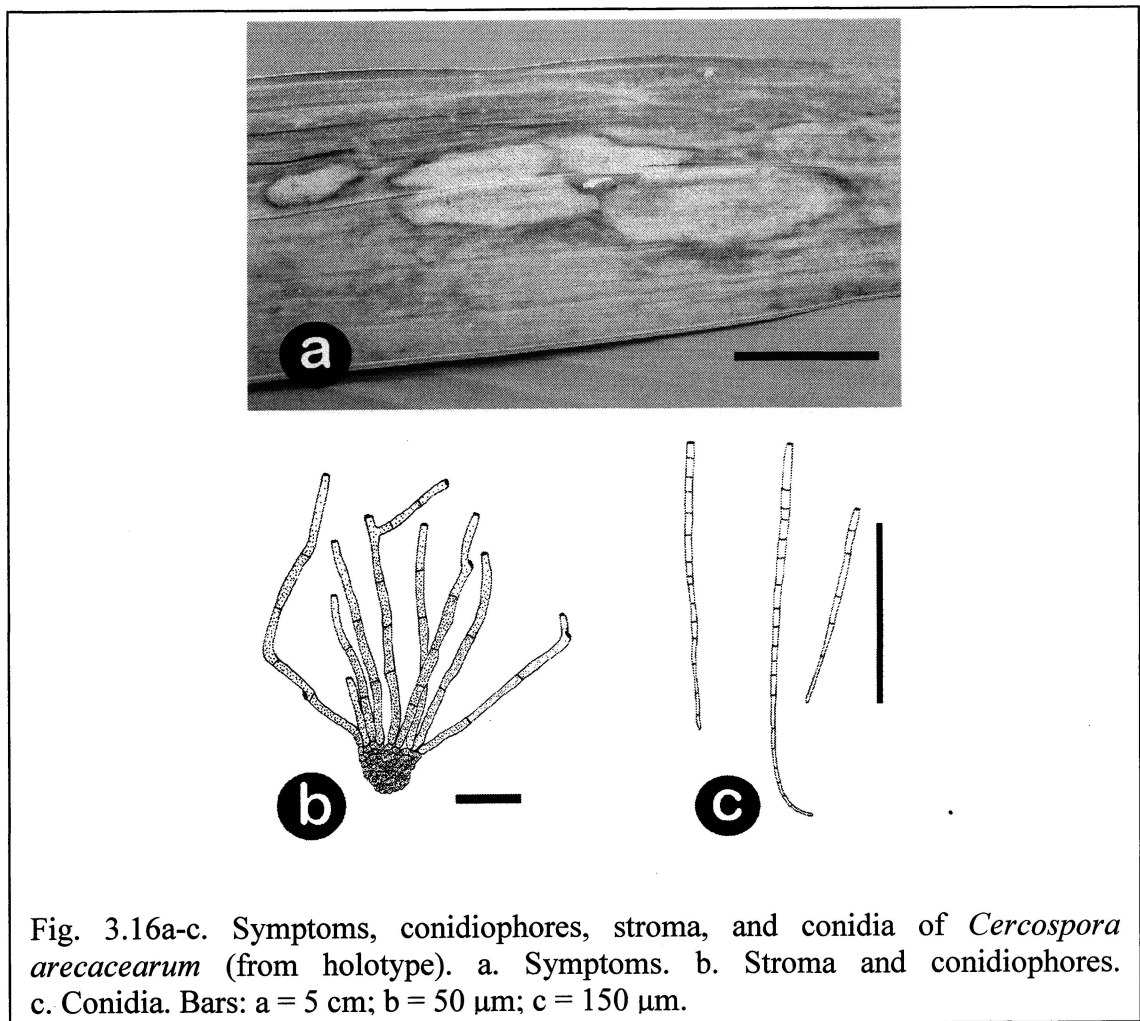 a
b
c
Fig. 3.16a-c. Symptoms, conidiophores, stroma, and conidia of Cercospora
arecacearum (from holotype). a. Symptoms. b. Stroma and conidiophores.
c. Conidia. Bars: a = 5 cm; b = 50 μm; c = 150 μm.